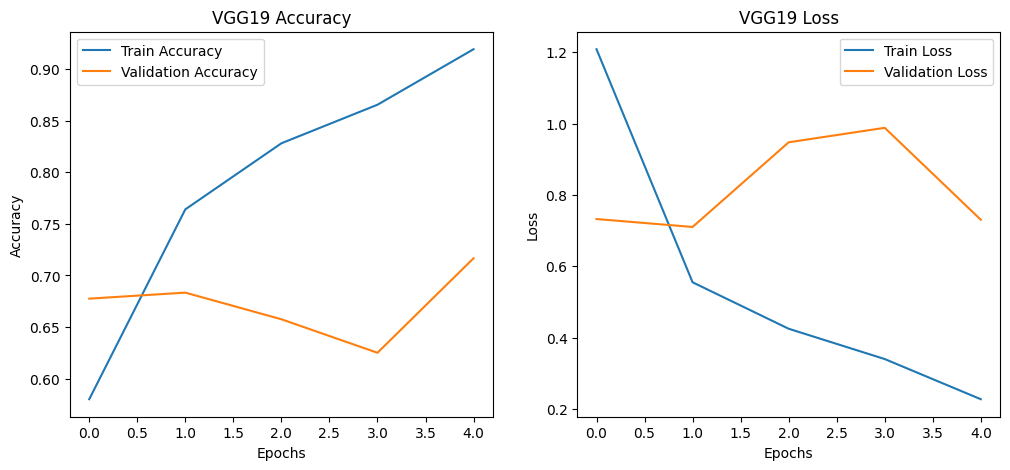 VGG19 Accuracy
Train Accuracy
Validation Accuracy
0.90
0.85
0.80
0.75
0.70
0.65
0.60
Accuracy
0.0 0.5 1.0 1.5 2.0 2.5 3.0 3.5 4.0
Epochs
VGG19 Loss
Train Loss
Validation Loss
1.2
1.0
0.8
0.6
0.4
0.2
Loss
0.0 0.5 1.0 1.5 2.0 2.5 3.0 3.5 4.0
Epochs